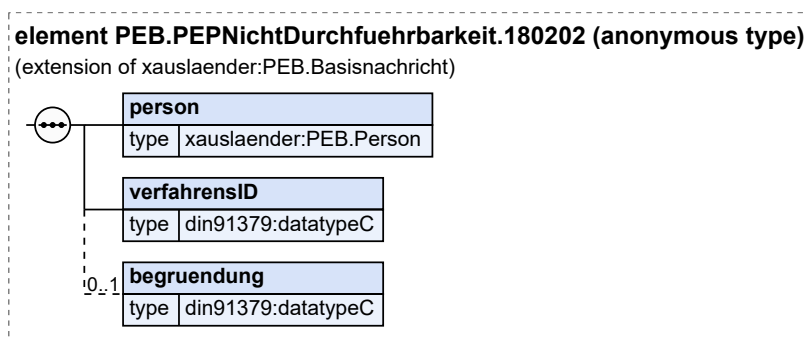 element PEB.PEPNichtDurchfuehrbarkeit.180202 (anonymous type)
(extension of xauslaender:PEB.Basisnachricht)
person
type xauslaender:PEB.Person
verfahrensID
type din91379:datatypeC
0..1 begruendung
type din91379:datatypeC